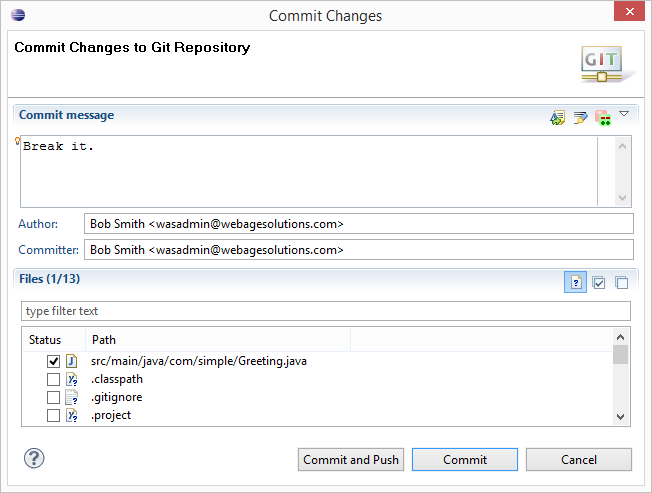 Commit Changes
Commit Changes to Git Repository
GIT
Commit message
Break it.
Author: Bob Smith <wasadmin@webagesolutions.com>
Committer: Bob Smith <wasadmin@webagesolutions.com>
Files (1/13)
type filter text
Status Path
src/main/java/com/simple/Greeting.java
.classpath
.gitignore
.project
Commit and Push Commit Cancel